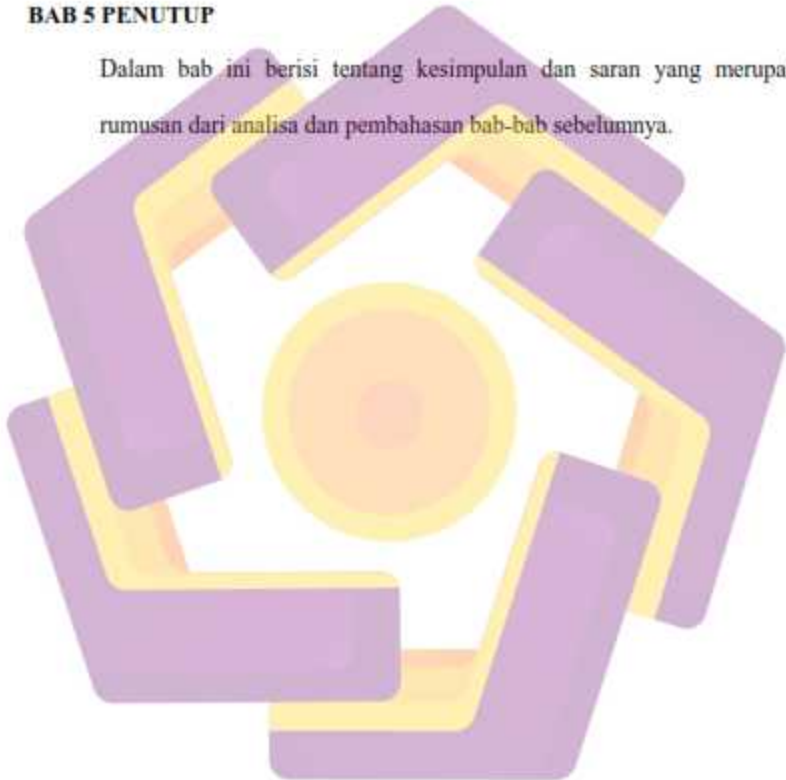 BAB 5 PENUTUP
Dalam bab ini berisi tentang kesimpulan dan saran yang merupa
rumusan dari analisa dan pembahasan bab-bab sebelumnya.